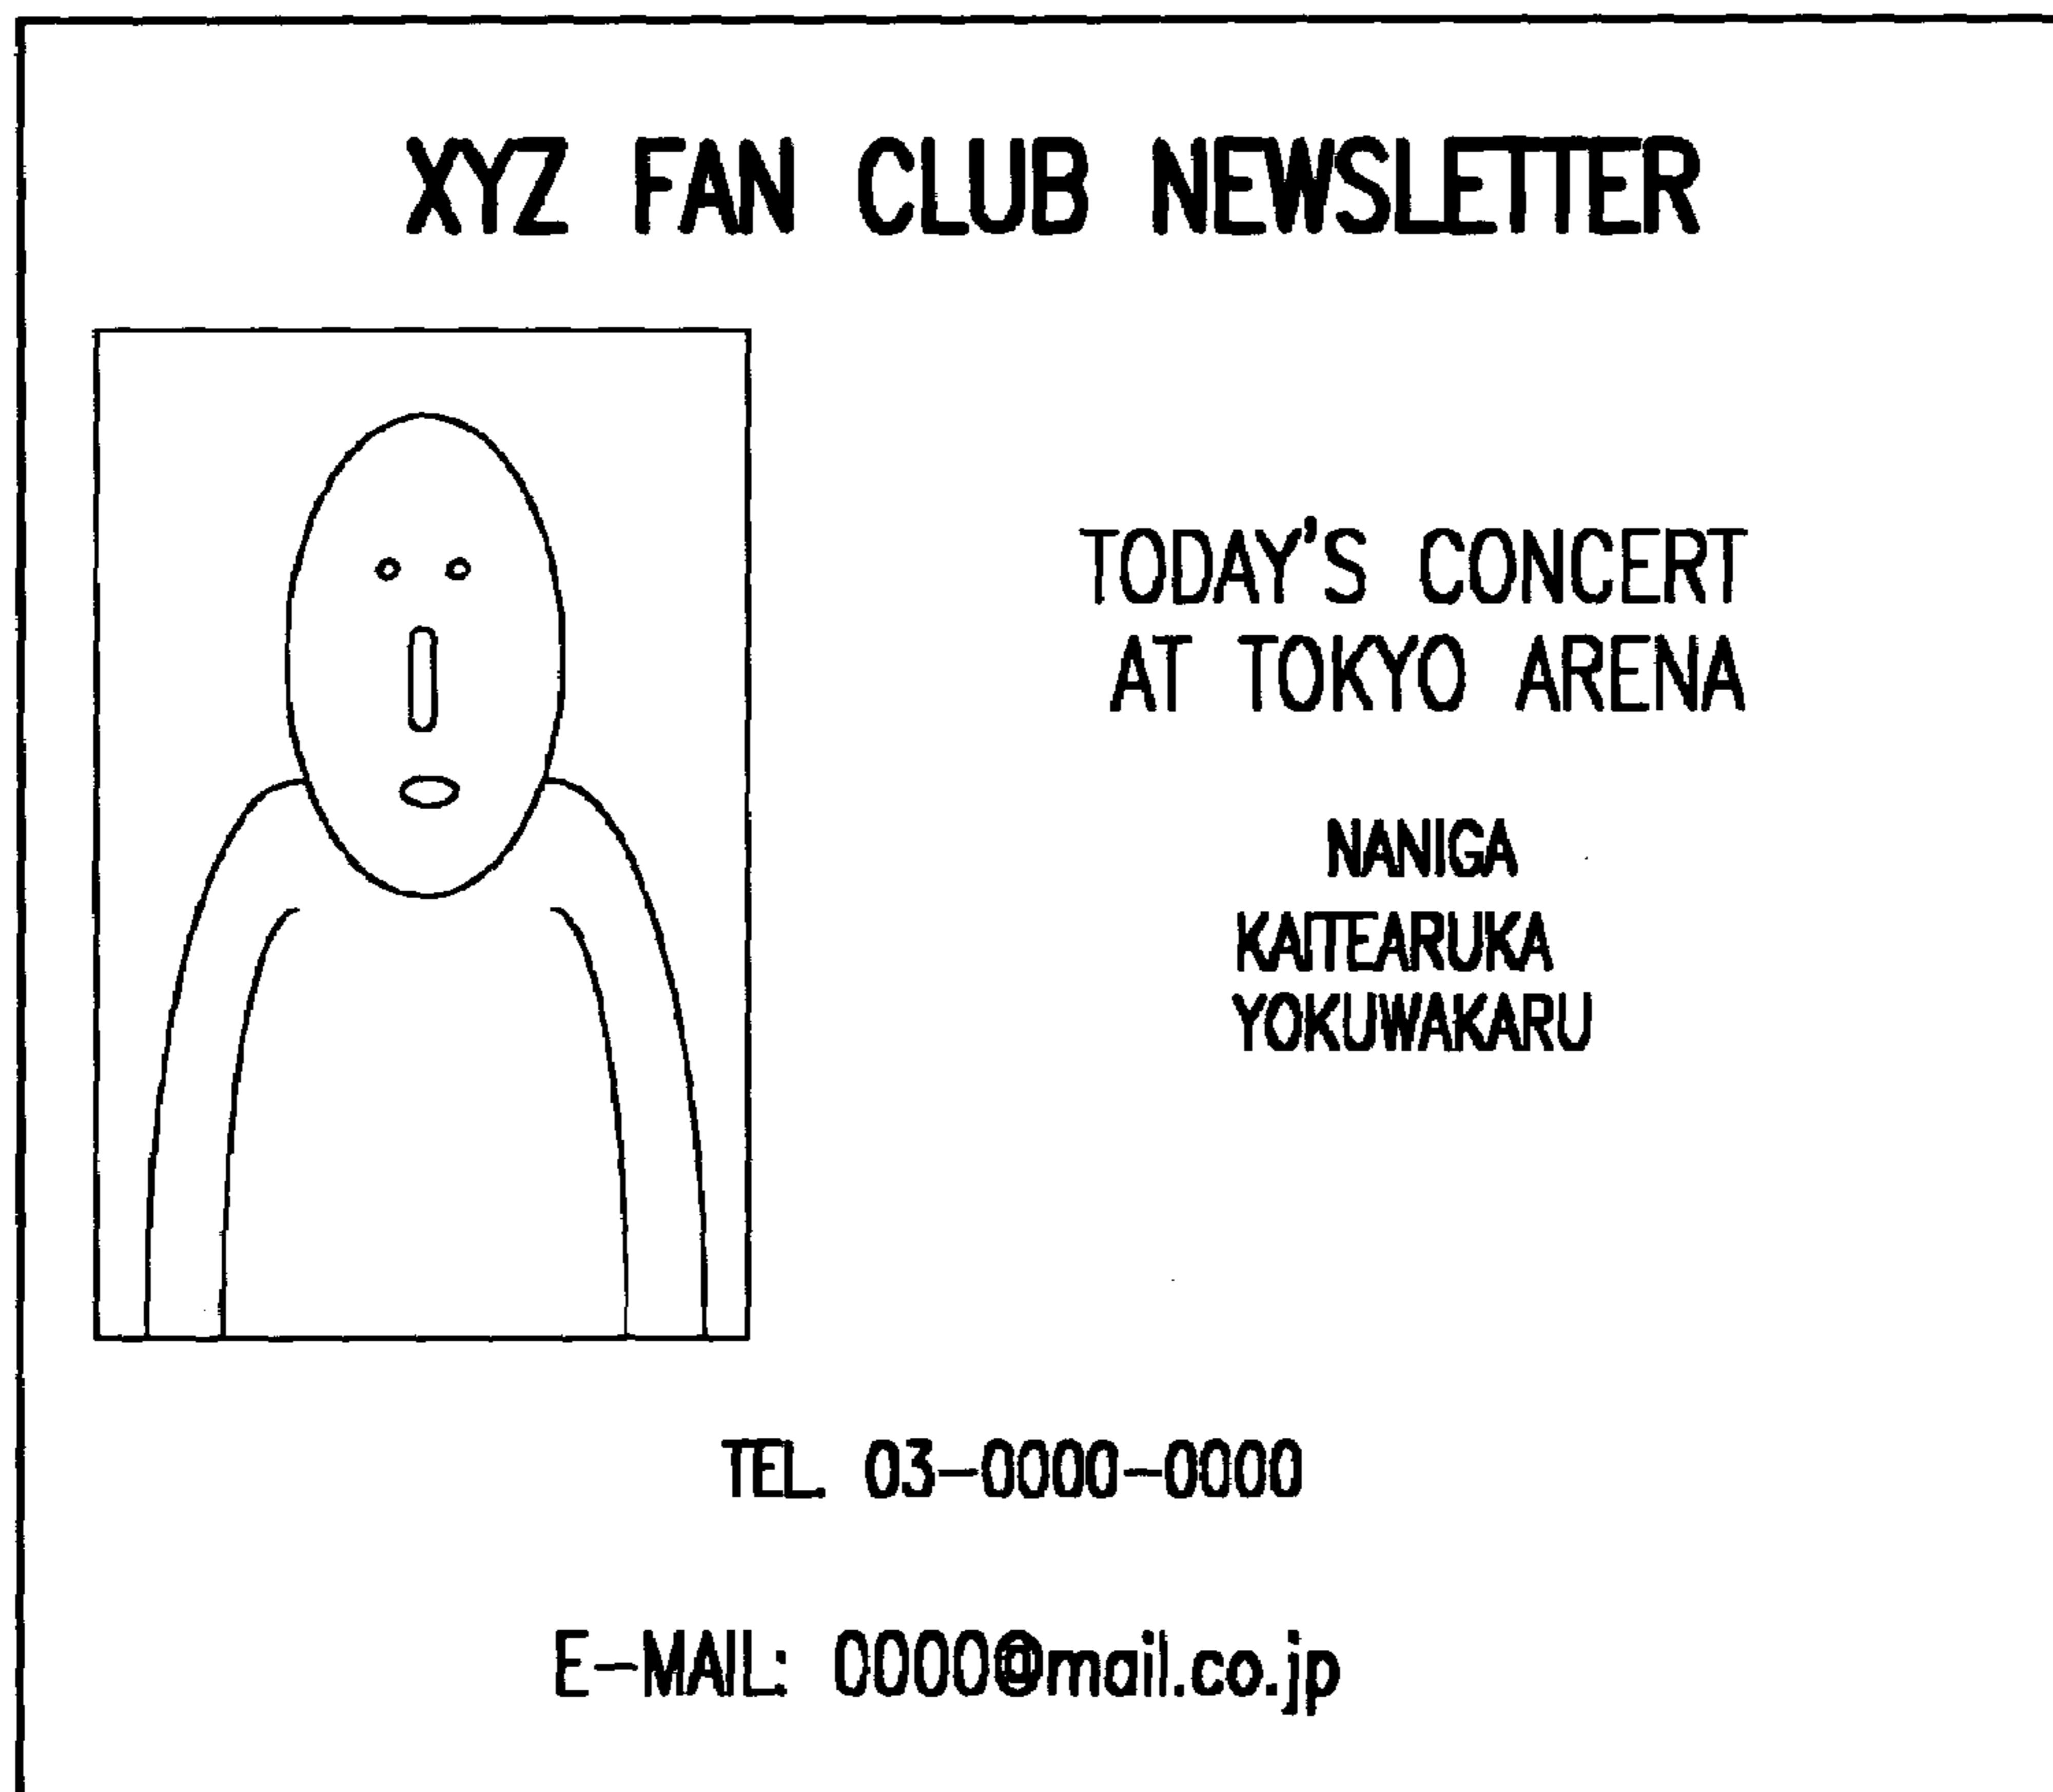 XYZ FAN CLUB NEWSLETTER
TODAY'S CONCERT
AT TOKYO ARENA
NANIGA
KAITEARUKA
YOKUWAKARU
TEL. 03-0000-0000
E-MAIL: 0000@mail.co.jp